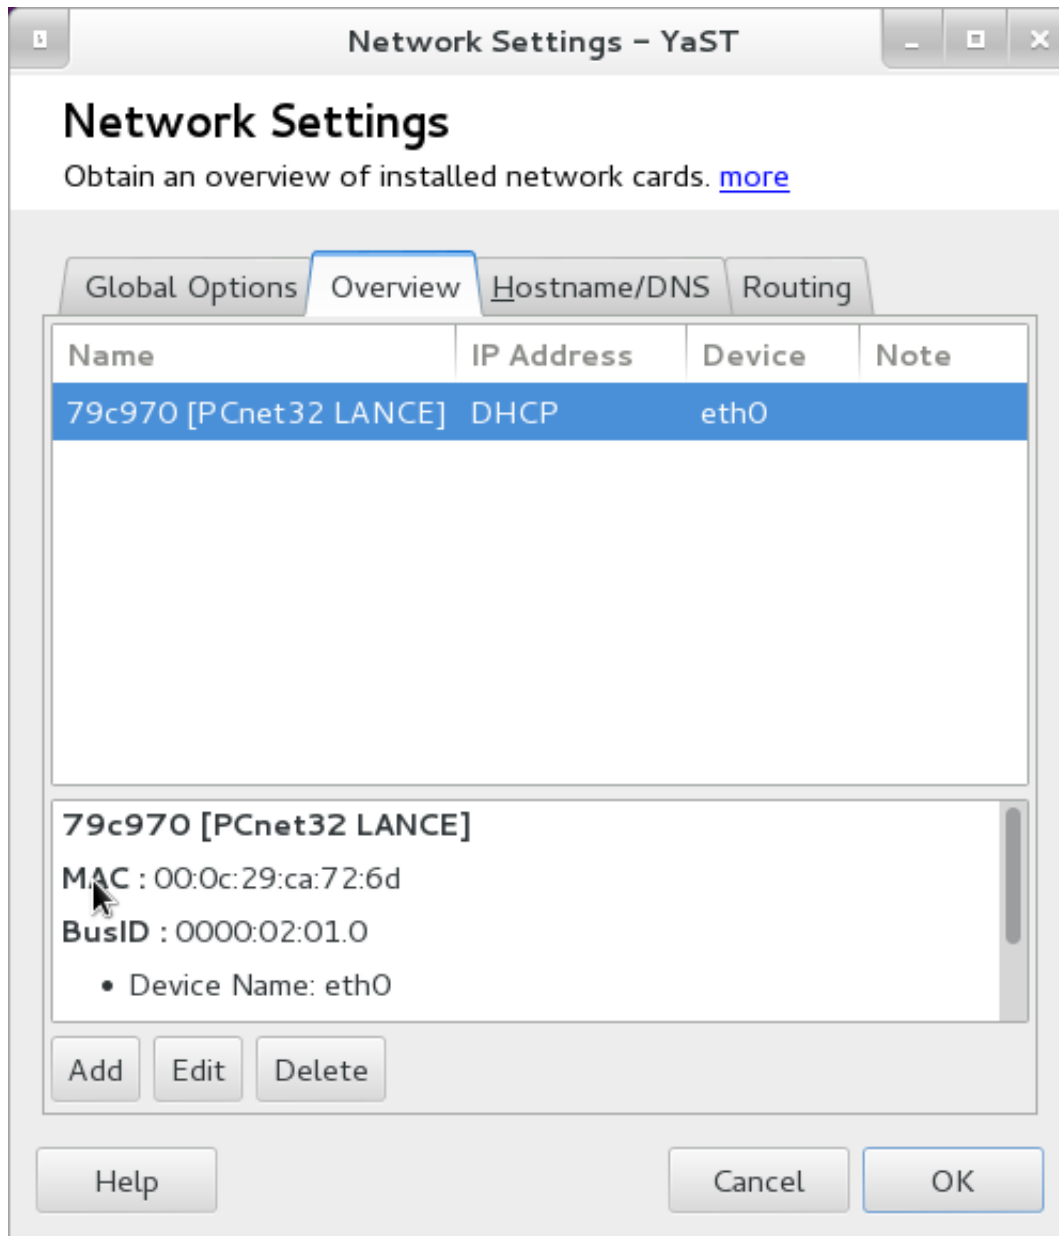 Network Settings – YaST
Network Settings
Obtain an overview of installed network cards. more
Global Options Overview Hostname/DNS Routing
Name IP Address Device Note
79c970 [PCnet32 LANCE] DHCP eth0
79c970 [PCnet32 LANCE]
MAC : 00:0c:29:ca:72:6d
BusID : 0000:02:01.0
• Device Name: eth0
Add Edit Delete
Help Cancel OK